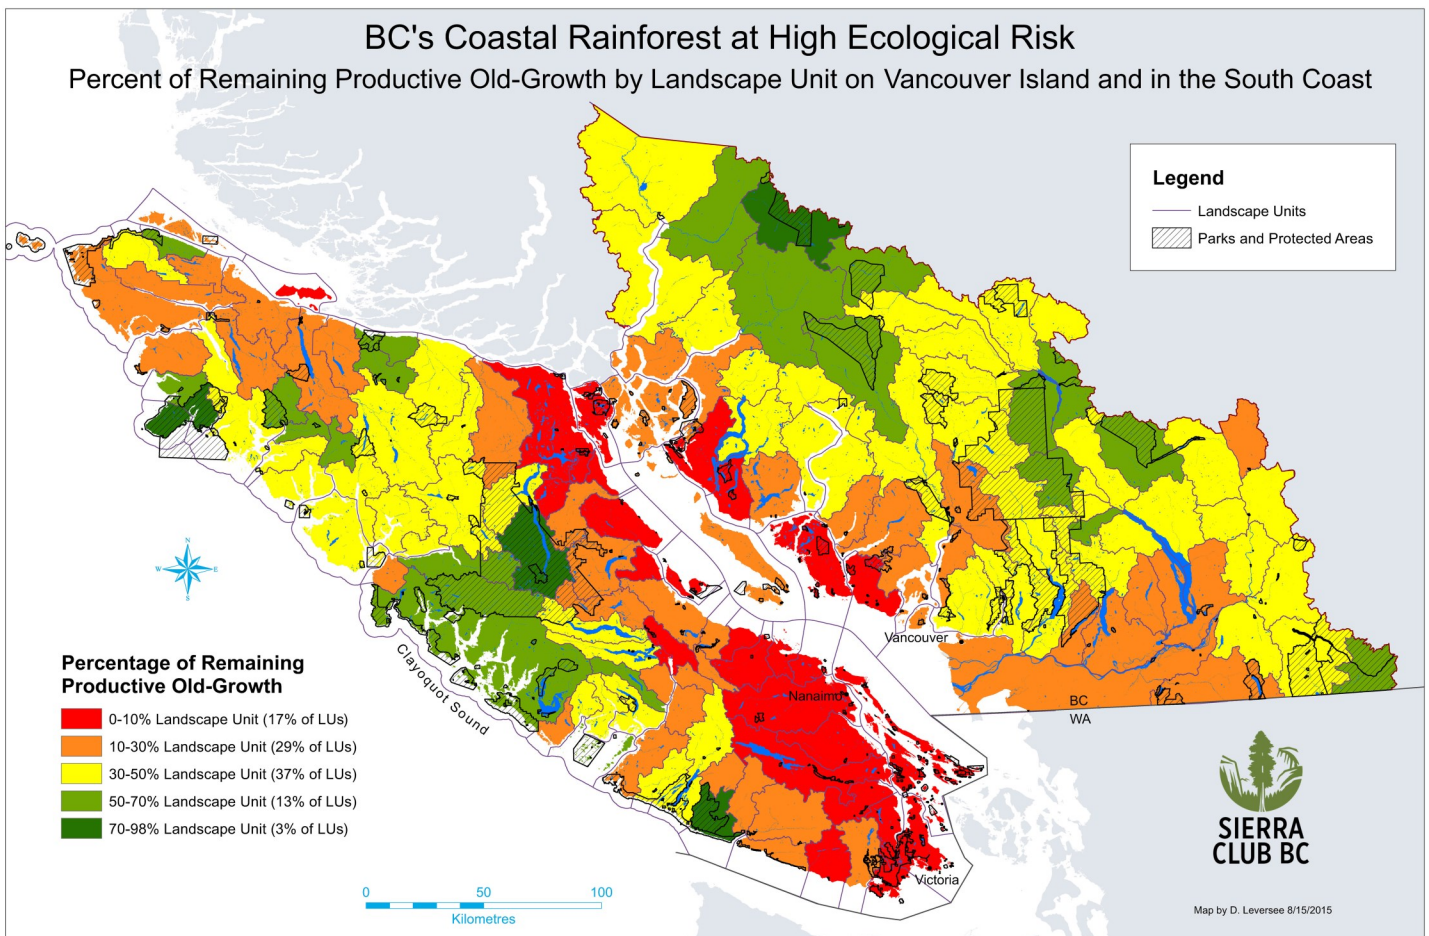 BC's Coastal Rainforest at High Ecological Risk
Percent of Remaining Productive Old-Growth by Landscape Unit on Vancouver Island and in the South Coast
Legend
Landscape Units
Parks and Protected Areas
N
W
E
S
Clayoquot Sound
Vancouver
Nanaimo
Victoria
BC
WA
Percentage of Remaining
Productive Old-Growth
0-10% Landscape Unit (17% of LUs)
10-30% Landscape Unit (29% of LUs)
30-50% Landscape Unit (37% of LUs)
50-70% Landscape Unit (13% of LUs)
70-98% Landscape Unit (3% of LUs)
0 50 100
Kilometres
SIERRA
CLUB BC
Map by D. Leversee 8/15/2015